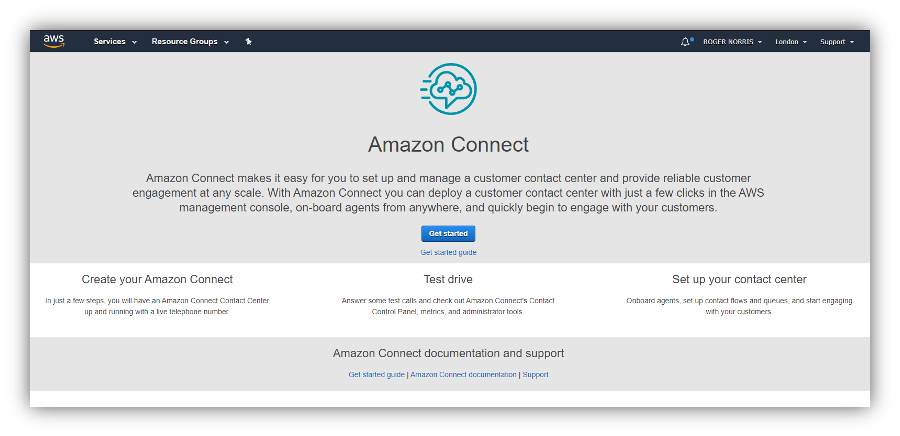 aws
Services Resource Groups ROGER NORRIS London Support
Amazon Connect
Amazon Connect makes it easy for you to set up and manage a customer contact center and provide reliable customer
engagement at any scale. With Amazon Connect you can deploy a customer contact center with just a few clicks in the AWS
management console, on-board agents from anywhere, and quickly begin to engage with your customers.
Get started
Get started guide
Create your Amazon Connect
In just a few steps, you will have an Amazon Connect Contact Center
up and running with a live telephone number.
Test drive
Answer some test calls and check out Amazon Connect's Contact
Control Panel, metrics, and administrator tools
Set up your contact center
Onboard agents, set up contact flows and queues, and start engaging
with your customers.
Amazon Connect documentation and support
Get started guide | Amazon Connect documentation | Support